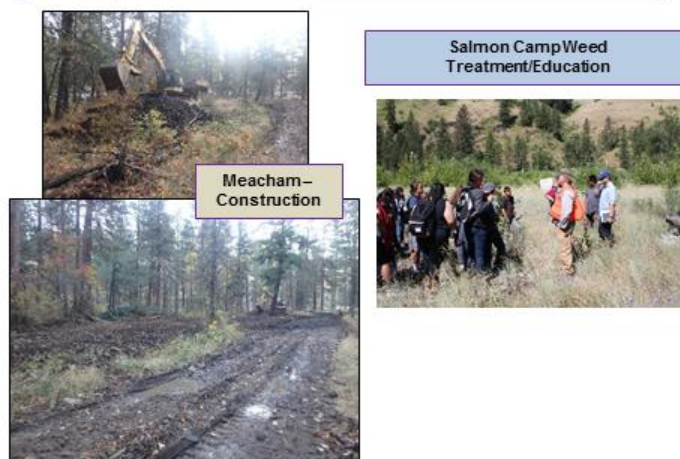 Salmon Camp Weed
Treatment/Education
Meacham –
Construction